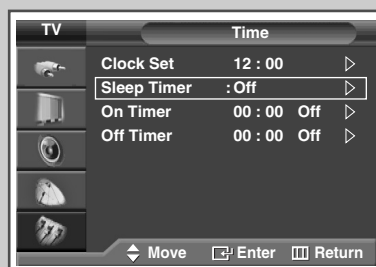 TV Time
Clock Set 12 : 00
Sleep Timer : Off
On Timer 00 : 00 Off
Off Timer 00 : 00 Off
Move Enter Return